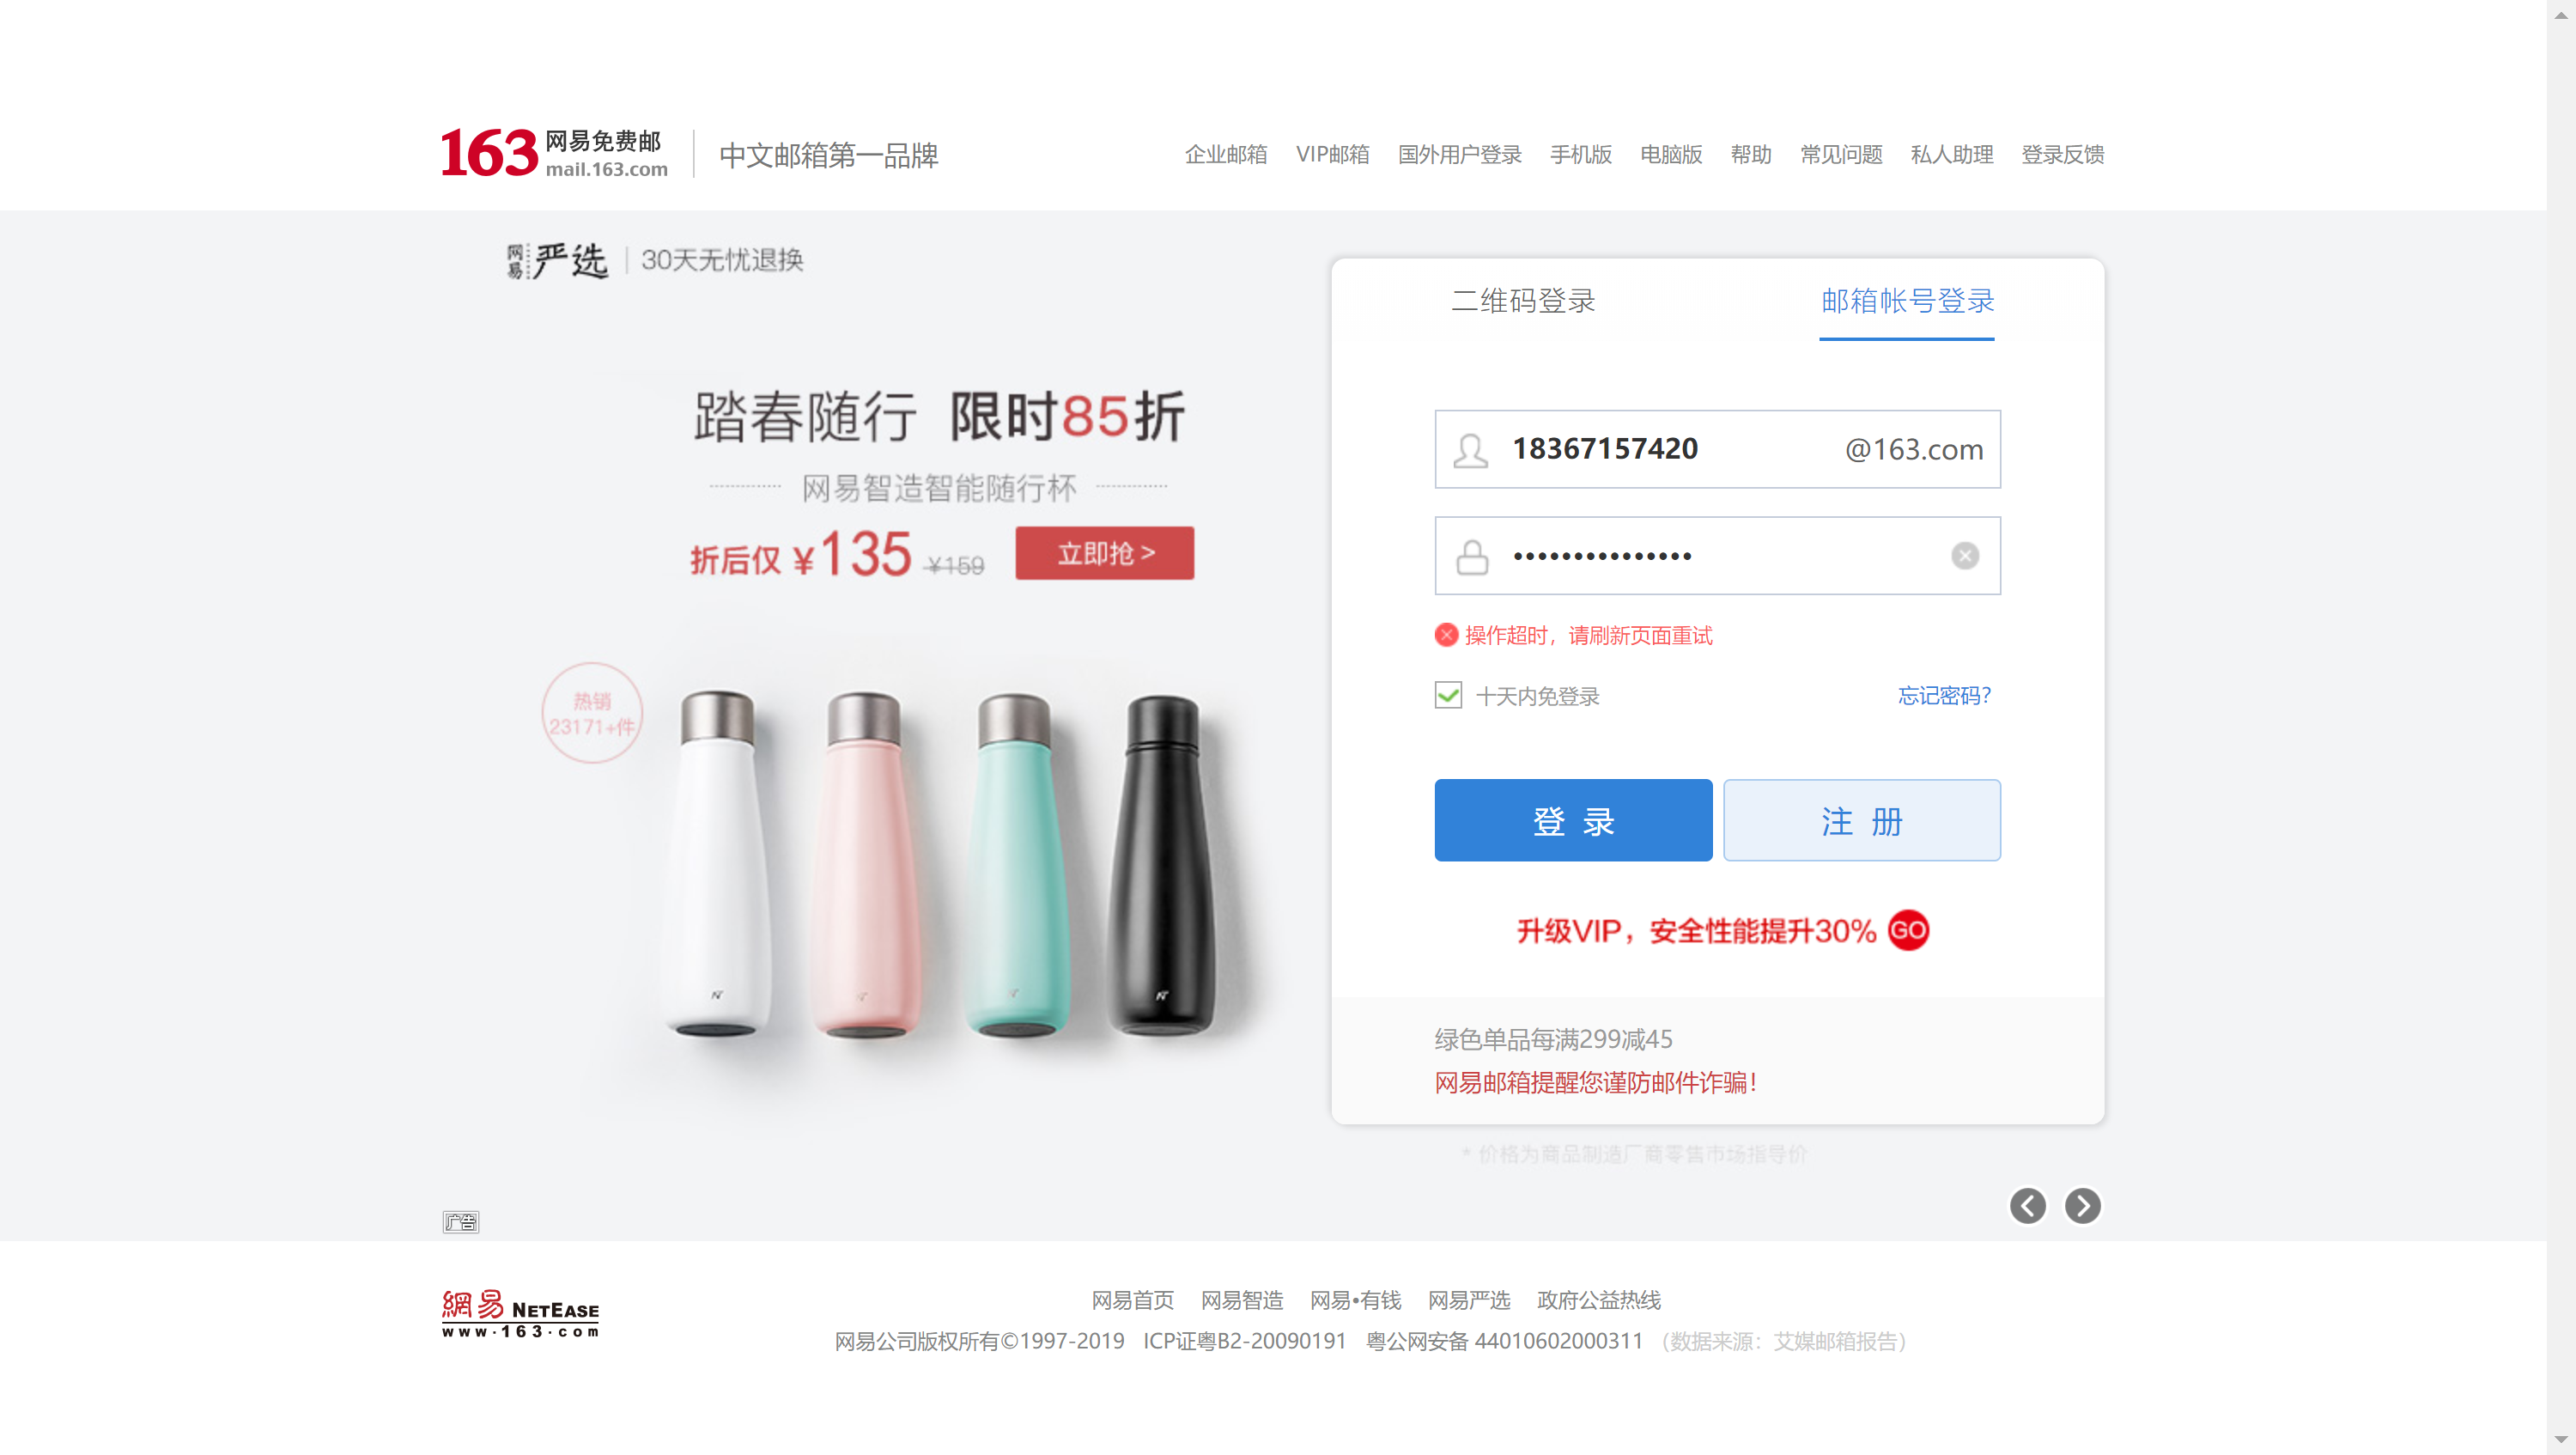 163 网易免费邮 mail.163.com 中文邮箱第一品牌
企业邮箱 VIP邮箱 国外用户登录 手机版 电脑版 帮助 常见问题 私人助理 登录反馈
网易严选 30天无忧退换
踏春随行 限时85折
网易智造智能随行杯
折后仅 ¥135 ¥159 立即抢 >
热销
23171+件
二维码登录 邮箱帐号登录
18367157420 @163.com
•••••••••••••••
操作超时，请刷新页面重试
十天内免登录 忘记密码?
登 录 注 册
升级VIP，安全性能提升30% GO
绿色单品每满299减45
网易邮箱提醒您谨防邮件诈骗！
* 价格为商品制造厂商零售市场指导价
广告
網易 NETEASE
www.163.com
网易首页 网易智造 网易•有钱 网易严选 政府公益热线
网易公司版权所有©1997-2019 ICP证粤B2-20090191 粤公网安备 44010602000311 （数据来源：艾媒邮箱报告）